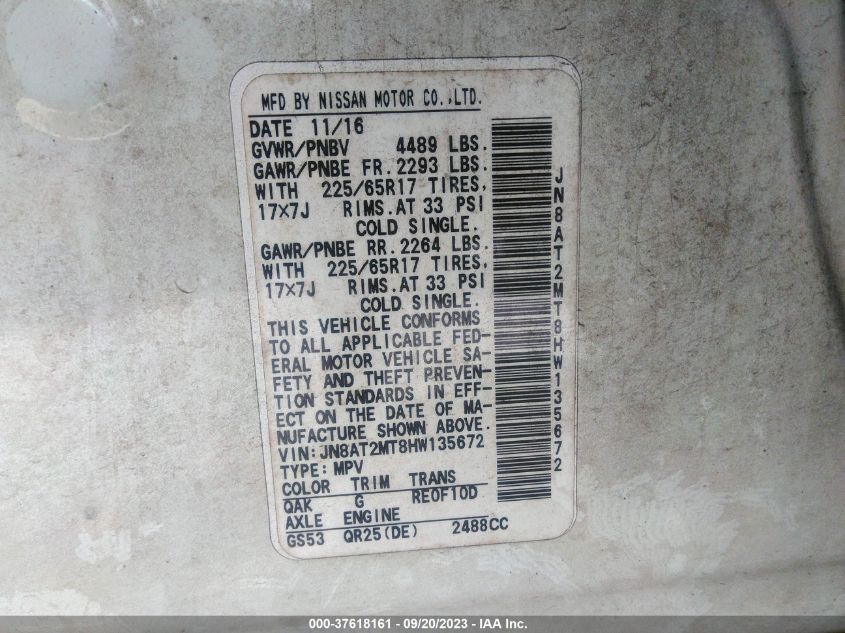 MFD BY NISSAN MOTOR CO.,LTD.
DATE 11/16
GVWR/PNBV 4489 LBS.
GAWR/PNBE FR. 2293 LBS.
WITH 225/65R17 TIRES,
17×7J RIMS.AT 33 PSI
COLD SINGLE.
GAWR/PNBE RR. 2264 LBS.
WITH 225/65R17 TIRES,
17×7J RIMS.AT 33 PSI
COLD SINGLE.
THIS VEHICLE CONFORMS
TO ALL APPLICABLE FED-
ERAL MOTOR VEHICLE SA-
FETY AND THEFT PREVEN-
TION STANDARDS IN EFF-
ECT ON THE DATE OF MA-
NUFACTURE SHOWN ABOVE.
VIN:JN8AT2MT8HW135672
TYPE:MPV
COLOR TRIM TRANS
QAK G RE0F10D
AXLE ENGINE
GS53 QR25(DE) 2488CC
JN8AT2MT8HW135672
000-37618161 - 09/20/2023 - IAA Inc.